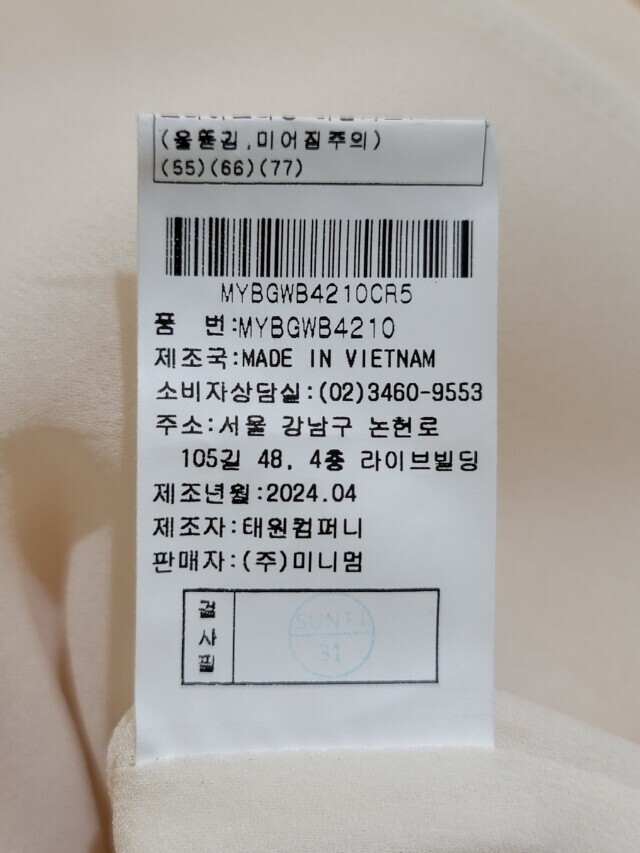 (올뜯김,미어짐주의)
(55)(66)(77)
MYBGWB4210CR5
품 번:MYBGWB4210
제조국:MADE IN VIETNAM
소비자상담실:(02)3460-9553
주소:서울 강남구 논현로
105길 48, 4층 라이브빌딩
제조년월:2024.04
제조자:태원컴퍼니
판매자:(주)미니멈
검사필
31